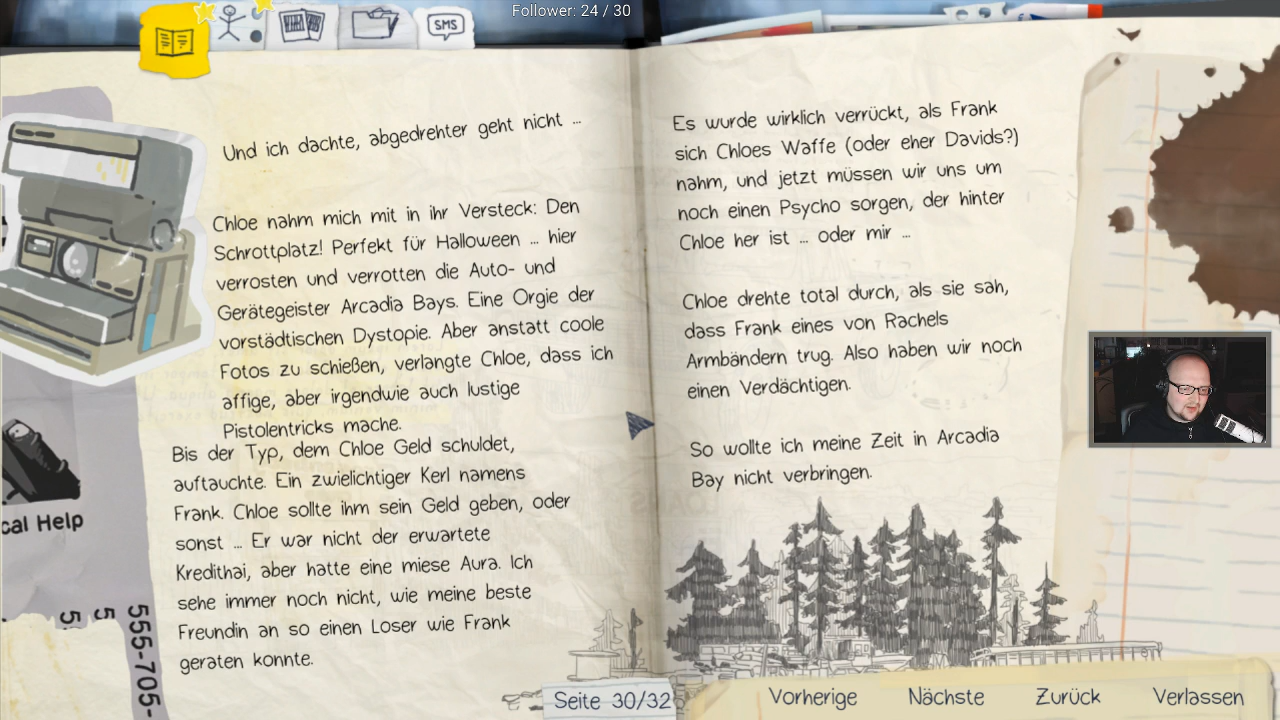 Follower: 24 / 30
SMS
Und ich dachte, abgedrehter geht nicht ...
Chloe nahm mich mit in ihr Versteck: Den
Schrottplatz! Perfekt für Halloween ... hier
verrosten und verrotten die Auto- und
Gerätegeister Arcadia Bays. Eine Orgie der
vorstädtischen Dystopie. Aber anstatt coole
Fotos zu schießen, verlangte Chloe, dass ich
affige, aber irgendwie auch lustige
Pistolentricks mache.
Bis der Typ, dem Chloe Geld schuldet,
auftauchte. Ein zwielichtiger Kerl namens
Frank. Chloe sollte ihm sein Geld geben, oder
sonst ... Er war nicht der erwartete
Kredithai, aber hatte eine miese Aura. Ich
sehe immer noch nicht, wie meine beste
Freundin an so einen Loser wie Frank
geraten konnte.
cal Help
555-705-
Es wurde wirklich verrückt, als Frank
sich Chloes Waffe (oder eher Davids?)
nahm, und jetzt müssen wir uns um
noch einen Psycho sorgen, der hinter
Chloe her ist ... oder mir ...
Chloe drehte total durch, als sie sah,
dass Frank eines von Rachels
Armbändern trug. Also haben wir noch
einen Verdächtigen.
So wollte ich meine Zeit in Arcadia
Bay nicht verbringen.
Seite 30/32
Vorherige
Nächste
Zurück
Verlassen